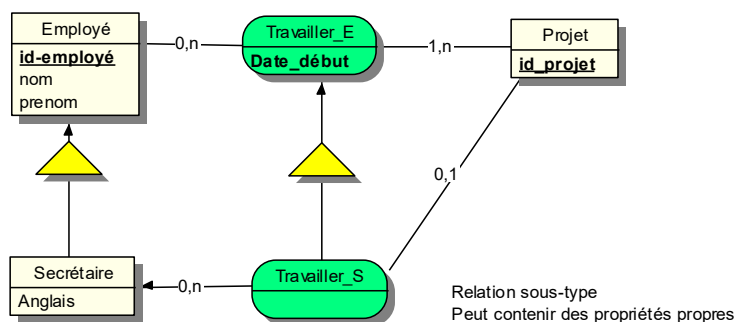 Employé
id-employé
nom
prenom
0,n
Travailler_E
Date_début
1,n
Projet
id_projet
0,1
Secrétaire
Anglais
0,n
Travailler_S
Relation sous-type
Peut contenir des propriétés propres